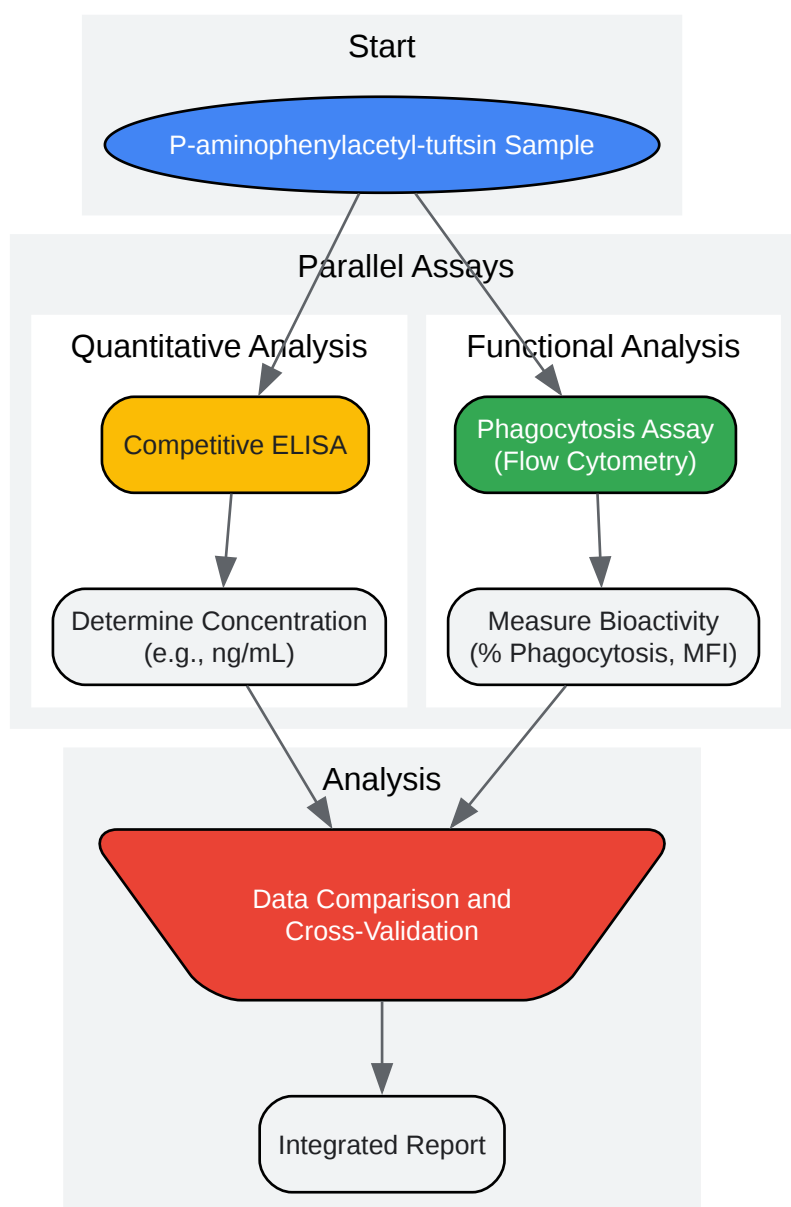 Start
P-aminophenylacetyl-tuftsin Sample
Parallel Assays
Quantitative Analysis
Competitive ELISA
Determine Concentration
(e.g., ng/mL)
Functional Analysis
Phagocytosis Assay
(Flow Cytometry)
Measure Bioactivity
(% Phagocytosis, MFI)
Analysis
Data Comparison and
Cross-Validation
Integrated Report